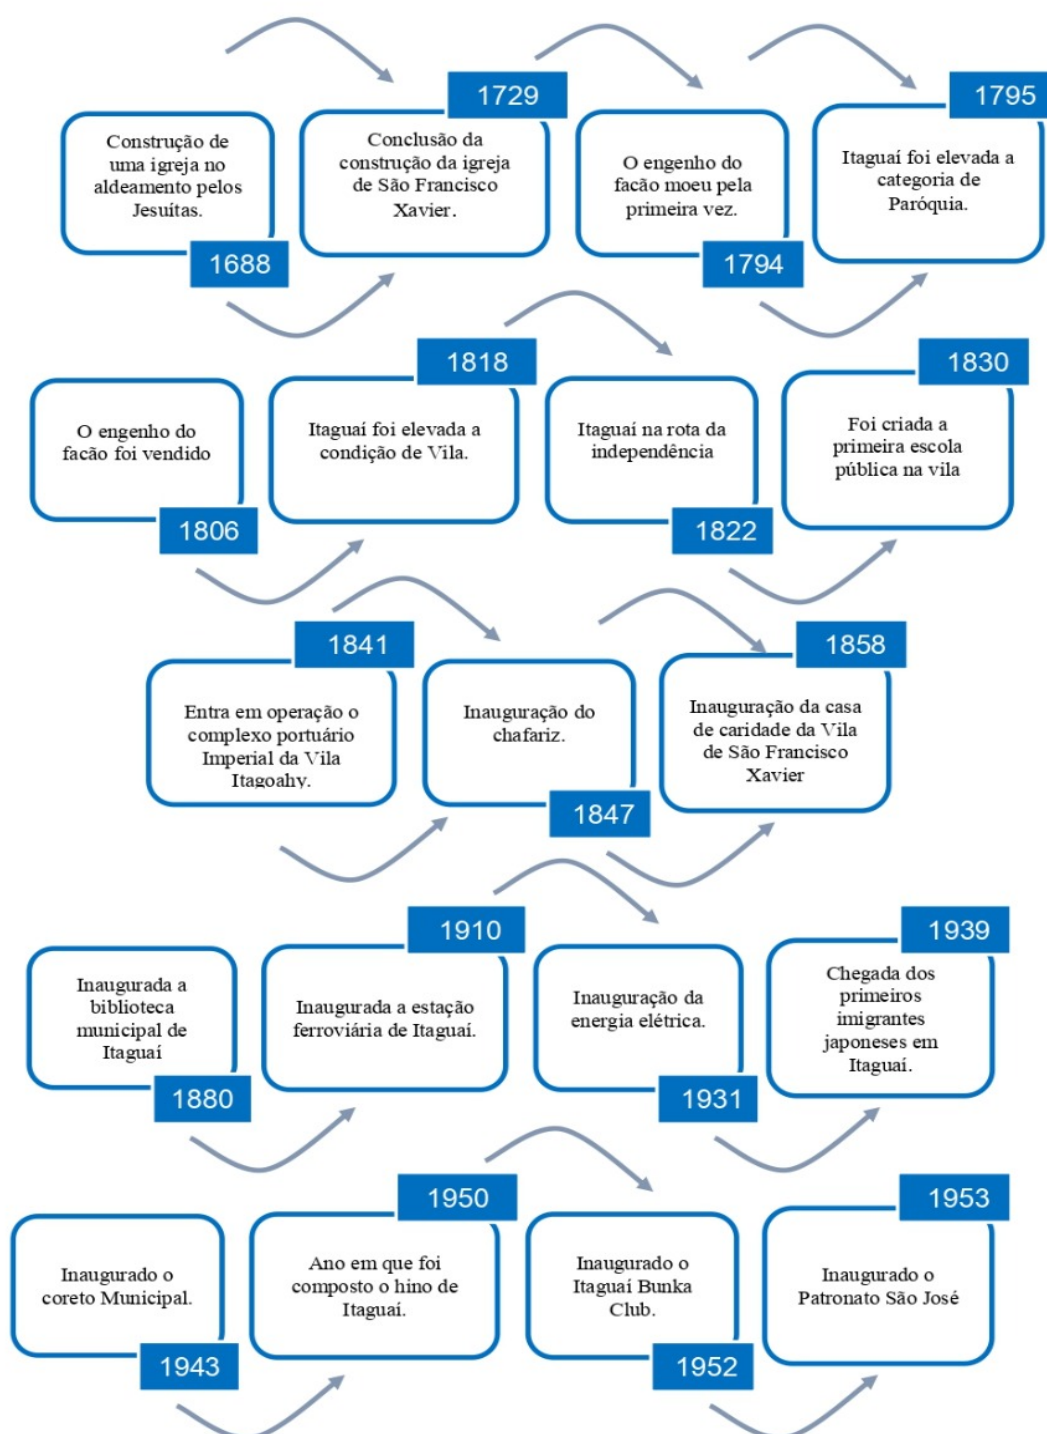 Construção de
uma igreja no
aldeamento pelos
Jesuítas.
1688
1729
Conclusão da
construção da igreja
de São Francisco
Xavier.
O engenho do
facão moeu pela
primeira vez.
1794
1795
Itaguaí foi elevada a
categoria de
Paróquia.
O engenho do
facão foi vendido
1806
1818
Itaguaí foi elevada a
condição de Vila.
Itaguaí na rota da
independência
1822
1830
Foi criada a
primeira escola
pública na vila
1841
Entra em operação o
complexo portuário
Imperial da Vila
Itagoahy.
Inauguração do
chafariz.
1847
1858
Inauguração da casa
de caridade da Vila
de São Francisco
Xavier
Inaugurada a
biblioteca
municipal de
Itaguaí
1880
1910
Inaugurada a estação
ferroviária de Itaguaí.
Inauguração da
energia elétrica.
1931
1939
Chegada dos
primeiros
imigrantes
japoneses em
Itaguaí.
Inaugurado o
coreto Municipal.
1943
1950
Ano em que foi
composto o hino de
Itaguaí.
Inaugurado o
Itaguaí Bunka
Club.
1952
1953
Inaugurado o
Patronato São José